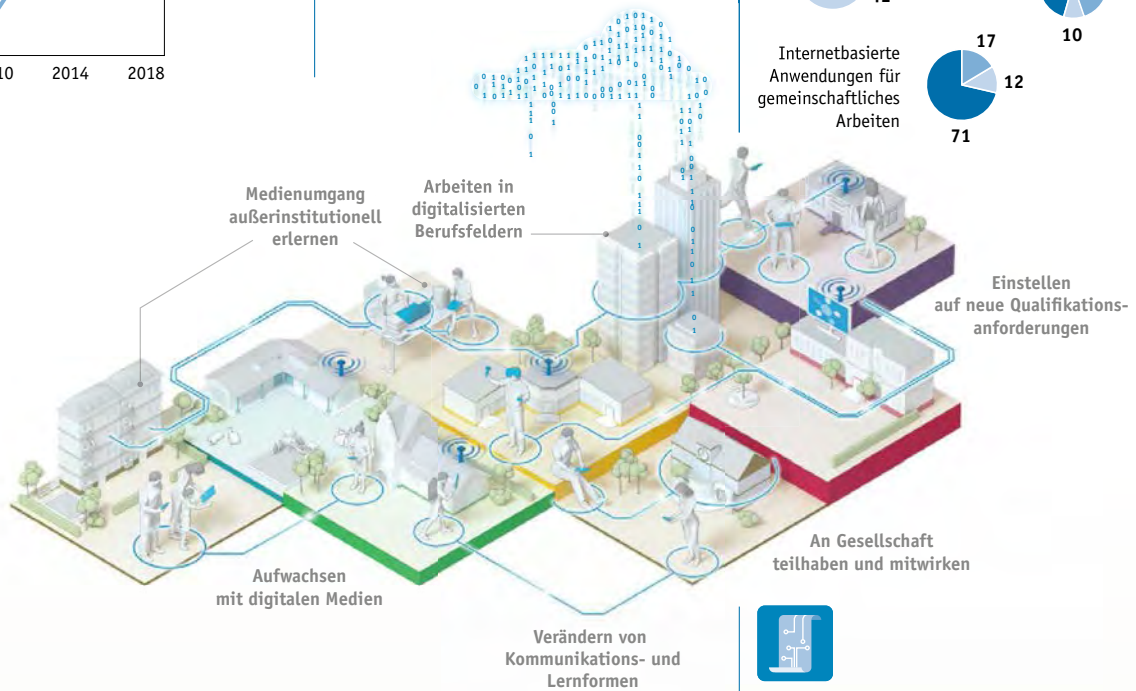 10 2014 2018
10
Internetbasierte
Anwendungen für
gemeinschaftliches
Arbeiten
17
12
71
Medienumgang
außerinstitutionell
erlernen
Arbeiten in
digitalisierten
Berufsfeldern
Einstellen
auf neue Qualifikations-
anforderungen
An Gesellschaft
teilhaben und mitwirken
Aufwachsen
mit digitalen Medien
Verändern von
Kommunikations- und
Lernformen